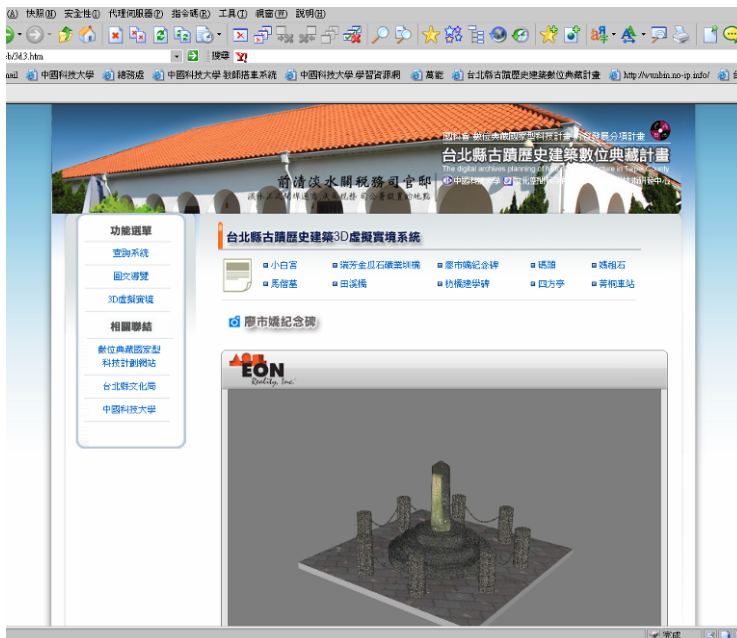 (A) 快照(N) 安全性(I) 代理伺服器(P) 指令碼(R) 工具(T) 視窗(W) 說明(H)
b/3d3.htm
搜尋 Y!
中國科技大學 總務處 中國科技大學 教師搭車系統 中國科技大學 學習資源網 萬能 台北縣古蹟歷史建築數位典藏計畫 http://wunbin.no-ip.info/
國科會 數位典藏國家型科技計畫
台北縣古蹟歷史建築數位典藏計畫
前清淡水關稅務司官邸
功能選單
查詢系統
圖文導覽
3D虛擬實境
相關聯結
數位典藏國家型
科技計劃網站
台北縣文化局
中國科技大學
台北縣古蹟歷史建築3D虛擬實境系統
小白宮 瑞芳金瓜石礦業圳橋 廖市嬌紀念碑 碼頭 媽祖石
馬偕墓 田溪橋 枋橋建學碑 四方亭 菁桐車站
廖市嬌紀念碑
EON
Reality, Inc.
完成